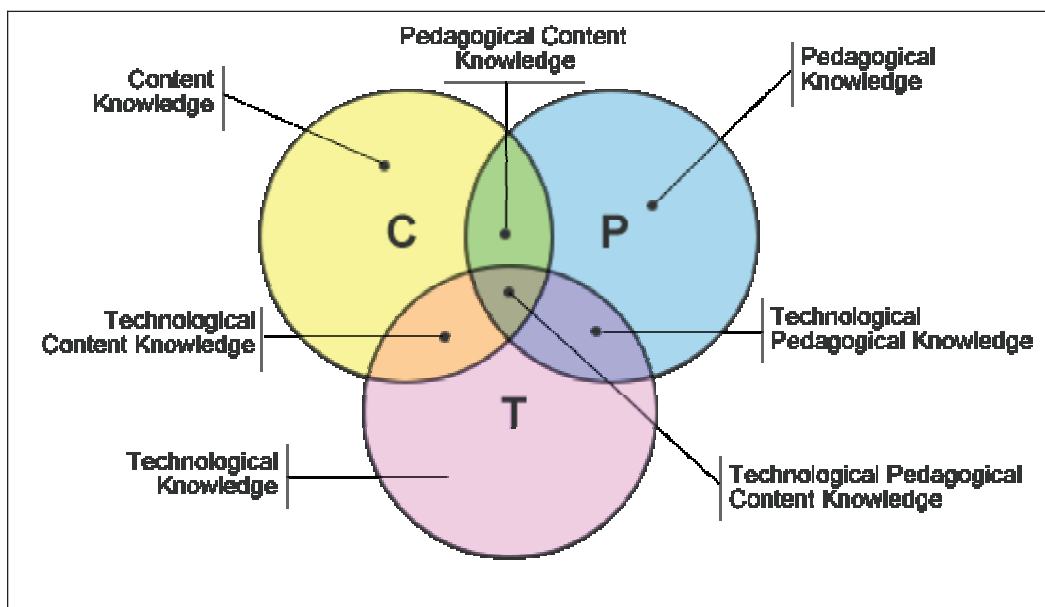 Pedagogical Content
Knowledge
Content
Knowledge
Pedagogical
Knowledge
C
P
Technological
Content Knowledge
Technological
Pedagogical Knowledge
T
Technological
Knowledge
Technological Pedagogical
Content Knowledge